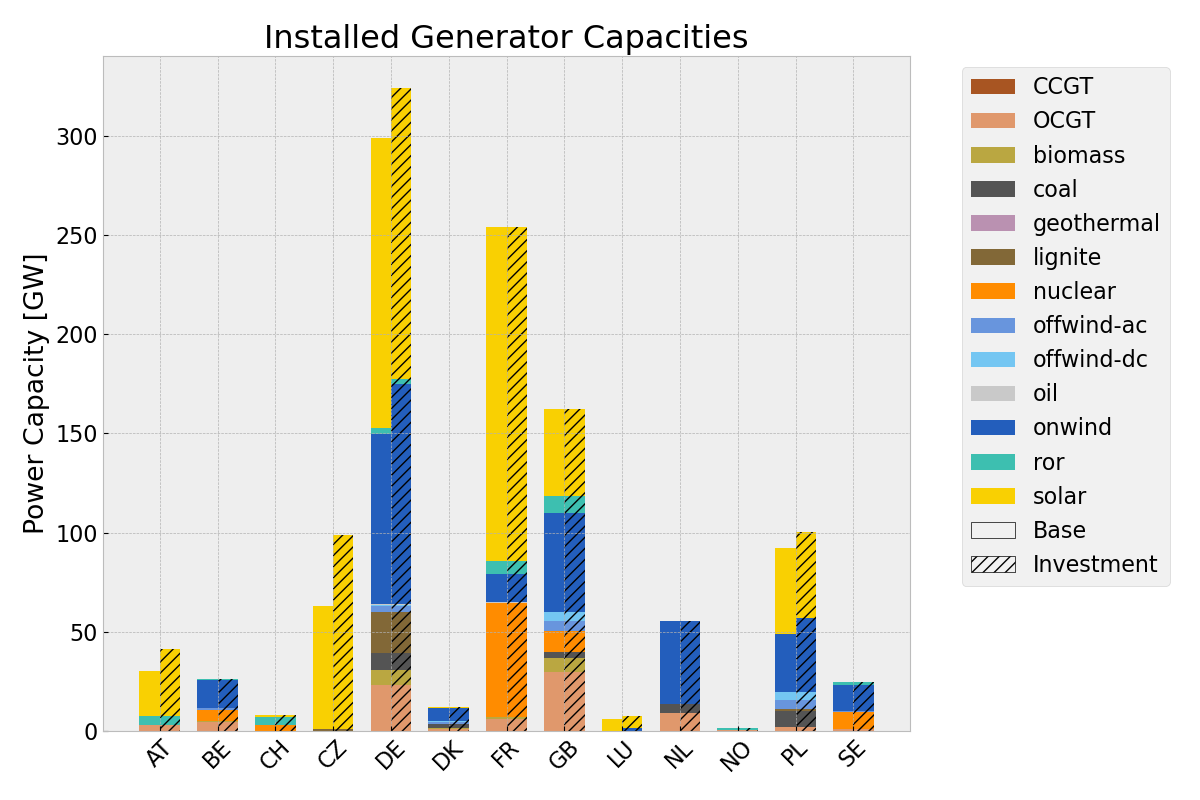 Installed Generator Capacities
Power Capacity [GW]
300
250
200
150
100
50
0
AT
BE
CH
CZ
DE
DK
FR
GB
LU
NL
NO
PL
SE
CCGT
OCGT
biomass
coal
geothermal
lignite
nuclear
offwind-ac
offwind-dc
oil
onwind
ror
solar
Base
Investment